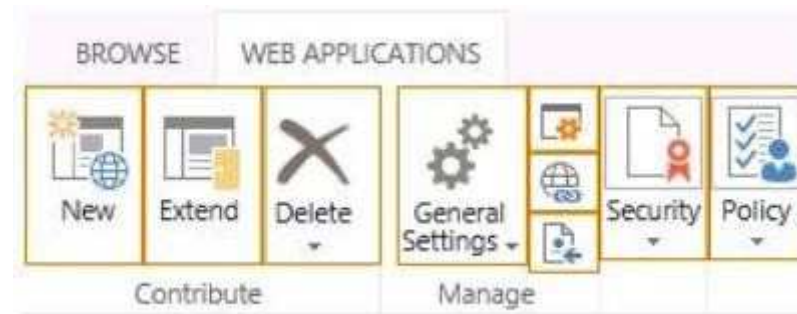 BROWSE WEB APPLICATIONS
New Extend Delete General Settings Security Policy
Contribute Manage